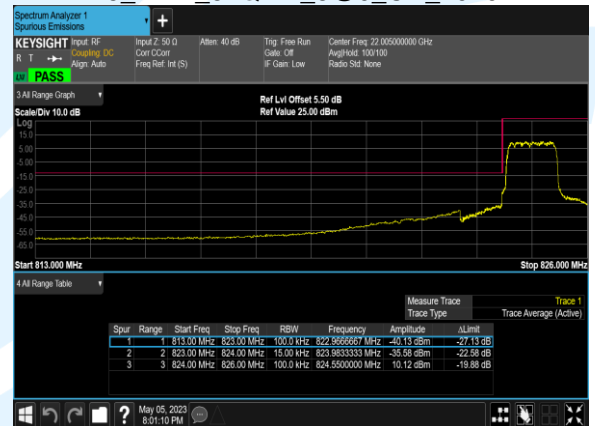 Spectrum Analyzer 1
Spurious Emissions
+
KEYSIGHT Input: RF Input Z: 50 Ω Atten: 40 dB Trig: Free Run Center Freq: 22.005000000 GHz
R T Coupling: DC Corr CCorr Gate: Off Avg|Hold: 100/100
Align: Auto Freq Ref: Int (S) IF Gain: Low Radio Std: None
LV PASS
3 All Range Graph
Ref Lvl Offset 5.50 dB
Scale/Div 10.0 dB Ref Value 25.00 dBm
Log
15.0
5.00
-5.00
-15.0
-25.0
-35.0
-45.0
-55.0
-65.0
Start 813.000 MHz Stop 826.000 MHz
4 All Range Table
Measure Trace Trace 1
Trace Type Trace Average (Active)
Spur Range Start Freq Stop Freq RBW Frequency Amplitude ΔLimit
1 1 813.00 MHz 823.00 MHz 100.0 kHz 822.9666667 MHz -40.13 dBm -27.13 dB
2 2 823.00 MHz 824.00 MHz 15.00 kHz 823.9833333 MHz -35.58 dBm -22.58 dB
3 3 824.00 MHz 826.00 MHz 100.0 kHz 824.5500000 MHz 10.12 dBm -19.88 dB
? May 05, 2023
8:01:10 PM